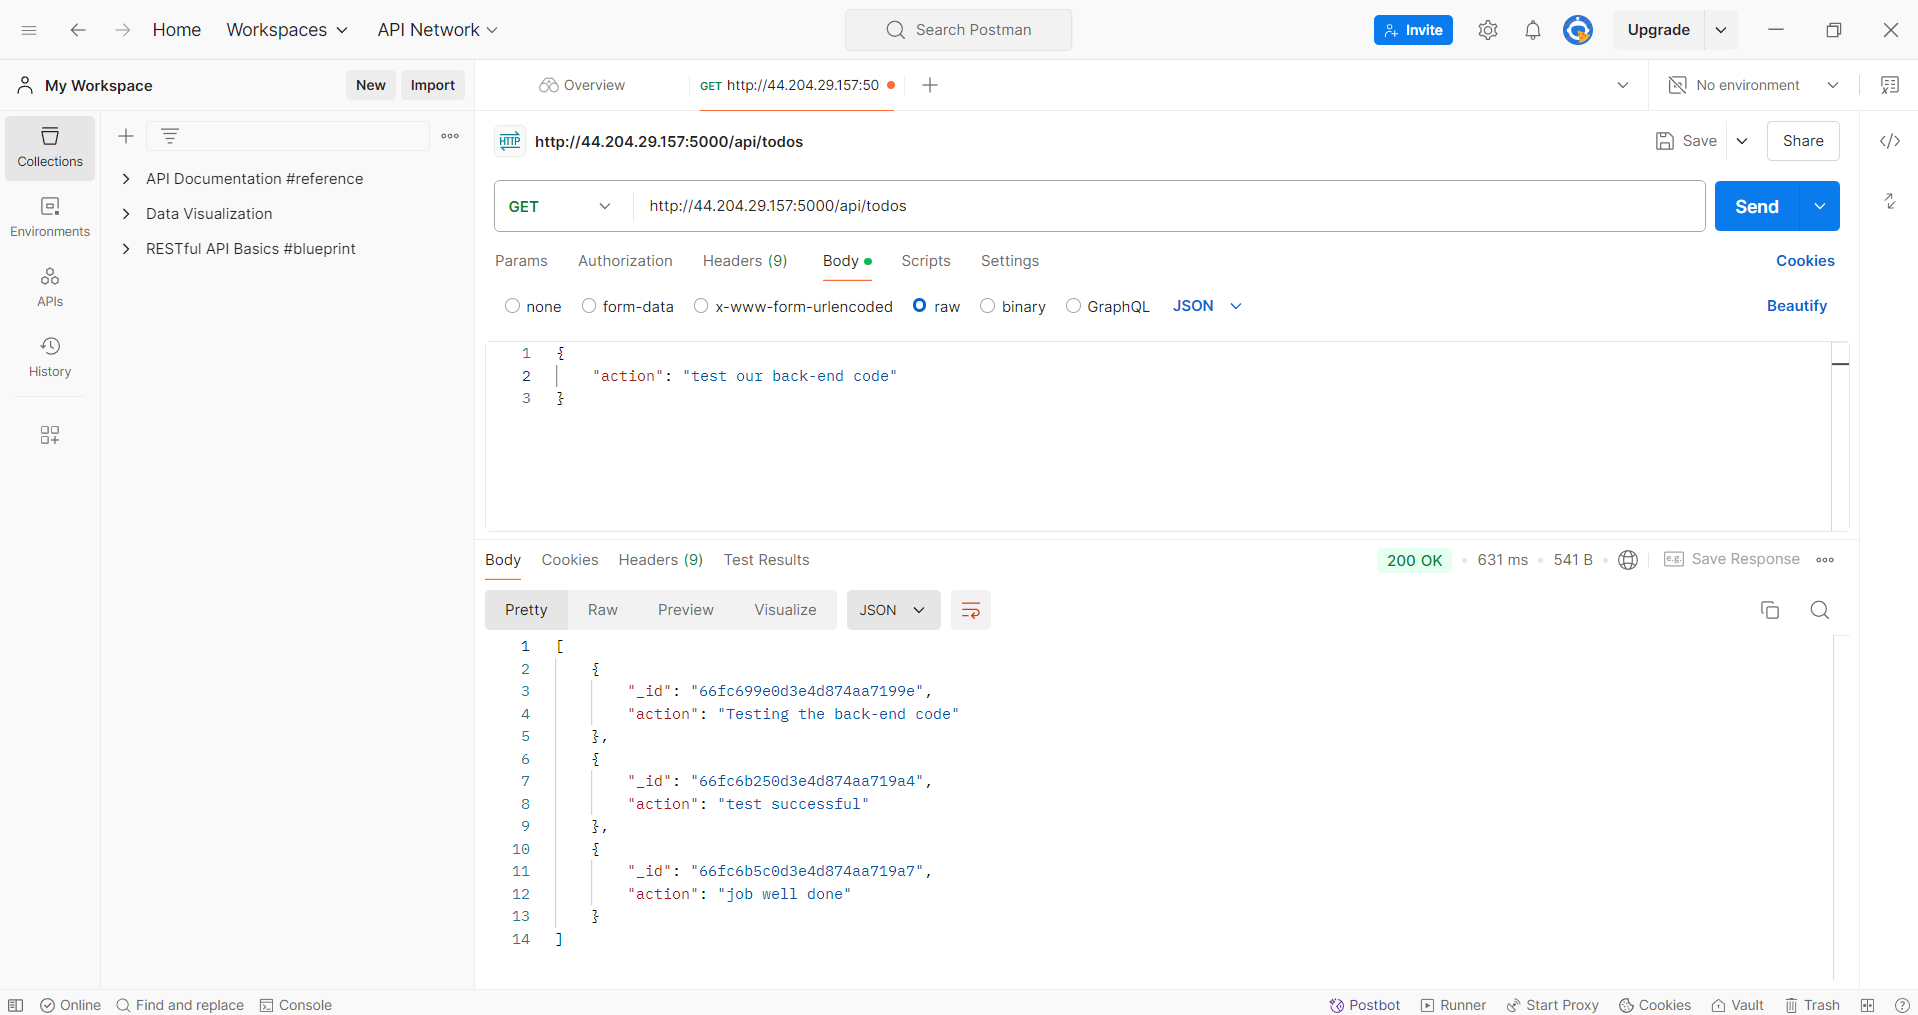 Home Workspaces API Network Search Postman Invite Upgrade
My Workspace New Import Overview GET http://44.204.29.157:50 No environment
HTTP http://44.204.29.157:5000/api/todos Save Share
Collections
Environments
APIs
History
API Documentation #reference
Data Visualization
RESTful API Basics #blueprint
GET http://44.204.29.157:5000/api/todos Send
Params Authorization Headers (9) Body Scripts Settings Cookies
none form-data x-www-form-urlencoded raw binary GraphQL JSON Beautify
1 {
2 "action": "test our back-end code"
3 }
Body Cookies Headers (9) Test Results 200 OK 631 ms 541 B e.g. Save Response
Pretty Raw Preview Visualize JSON
1 [
2 {
3 "_id": "66fc699e0d3e4d874aa7199e",
4 "action": "Testing the back-end code"
5 },
6 {
7 "_id": "66fc6b250d3e4d874aa719a4",
8 "action": "test successful"
9 },
10 {
11 "_id": "66fc6b5c0d3e4d874aa719a7",
12 "action": "job well done"
13 }
14 ]
Online Find and replace Console Postbot Runner Start Proxy Cookies Vault Trash